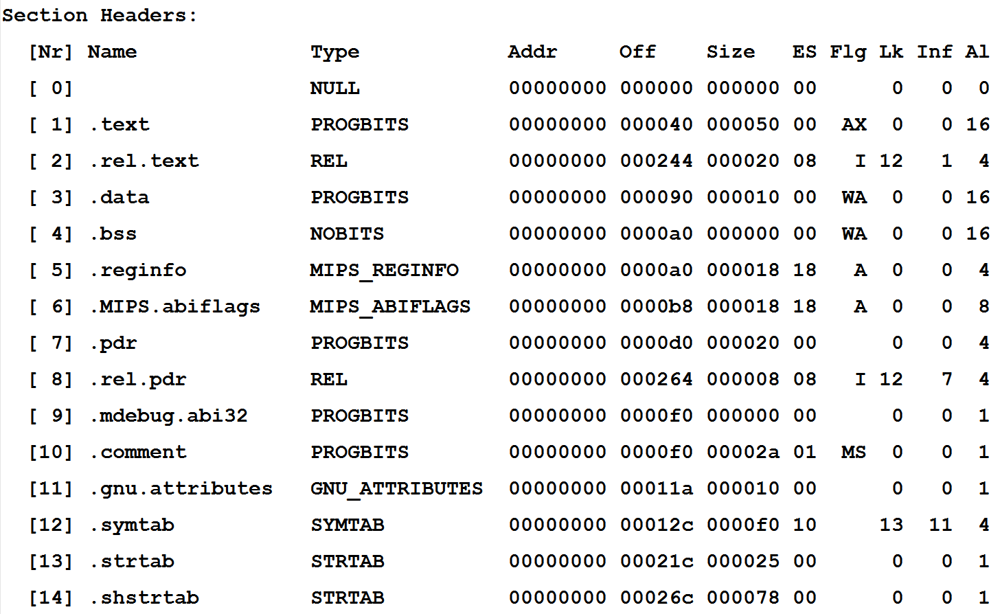 Section Headers:
[Nr] Name Type Addr Off Size ES Flg Lk Inf Al
[ 0] NULL 00000000 000000 000000 00 0 0 0
[ 1] .text PROGBITS 00000000 000040 000050 00 AX 0 0 16
[ 2] .rel.text REL 00000000 000244 000020 08 I 12 1 4
[ 3] .data PROGBITS 00000000 000090 000010 00 WA 0 0 16
[ 4] .bss NOBITS 00000000 0000a0 000000 00 WA 0 0 16
[ 5] .reginfo MIPS_REGINFO 00000000 0000a0 000018 18 A 0 0 4
[ 6] .MIPS.abiflags MIPS_ABIFLAGS 00000000 0000b8 000018 18 A 0 0 8
[ 7] .pdr PROGBITS 00000000 0000d0 000020 00 0 0 4
[ 8] .rel.pdr REL 00000000 000264 000008 08 I 12 7 4
[ 9] .mdebug.abi32 PROGBITS 00000000 0000f0 000000 00 0 0 1
[10] .comment PROGBITS 00000000 0000f0 00002a 01 MS 0 0 1
[11] .gnu.attributes GNU_ATTRIBUTES 00000000 00011a 000010 00 0 0 1
[12] .symtab SYMTAB 00000000 00012c 0000f0 10 13 11 4
[13] .strtab STRTAB 00000000 00021c 000025 00 0 0 1
[14] .shstrtab STRTAB 00000000 00026c 000078 00 0 0 1